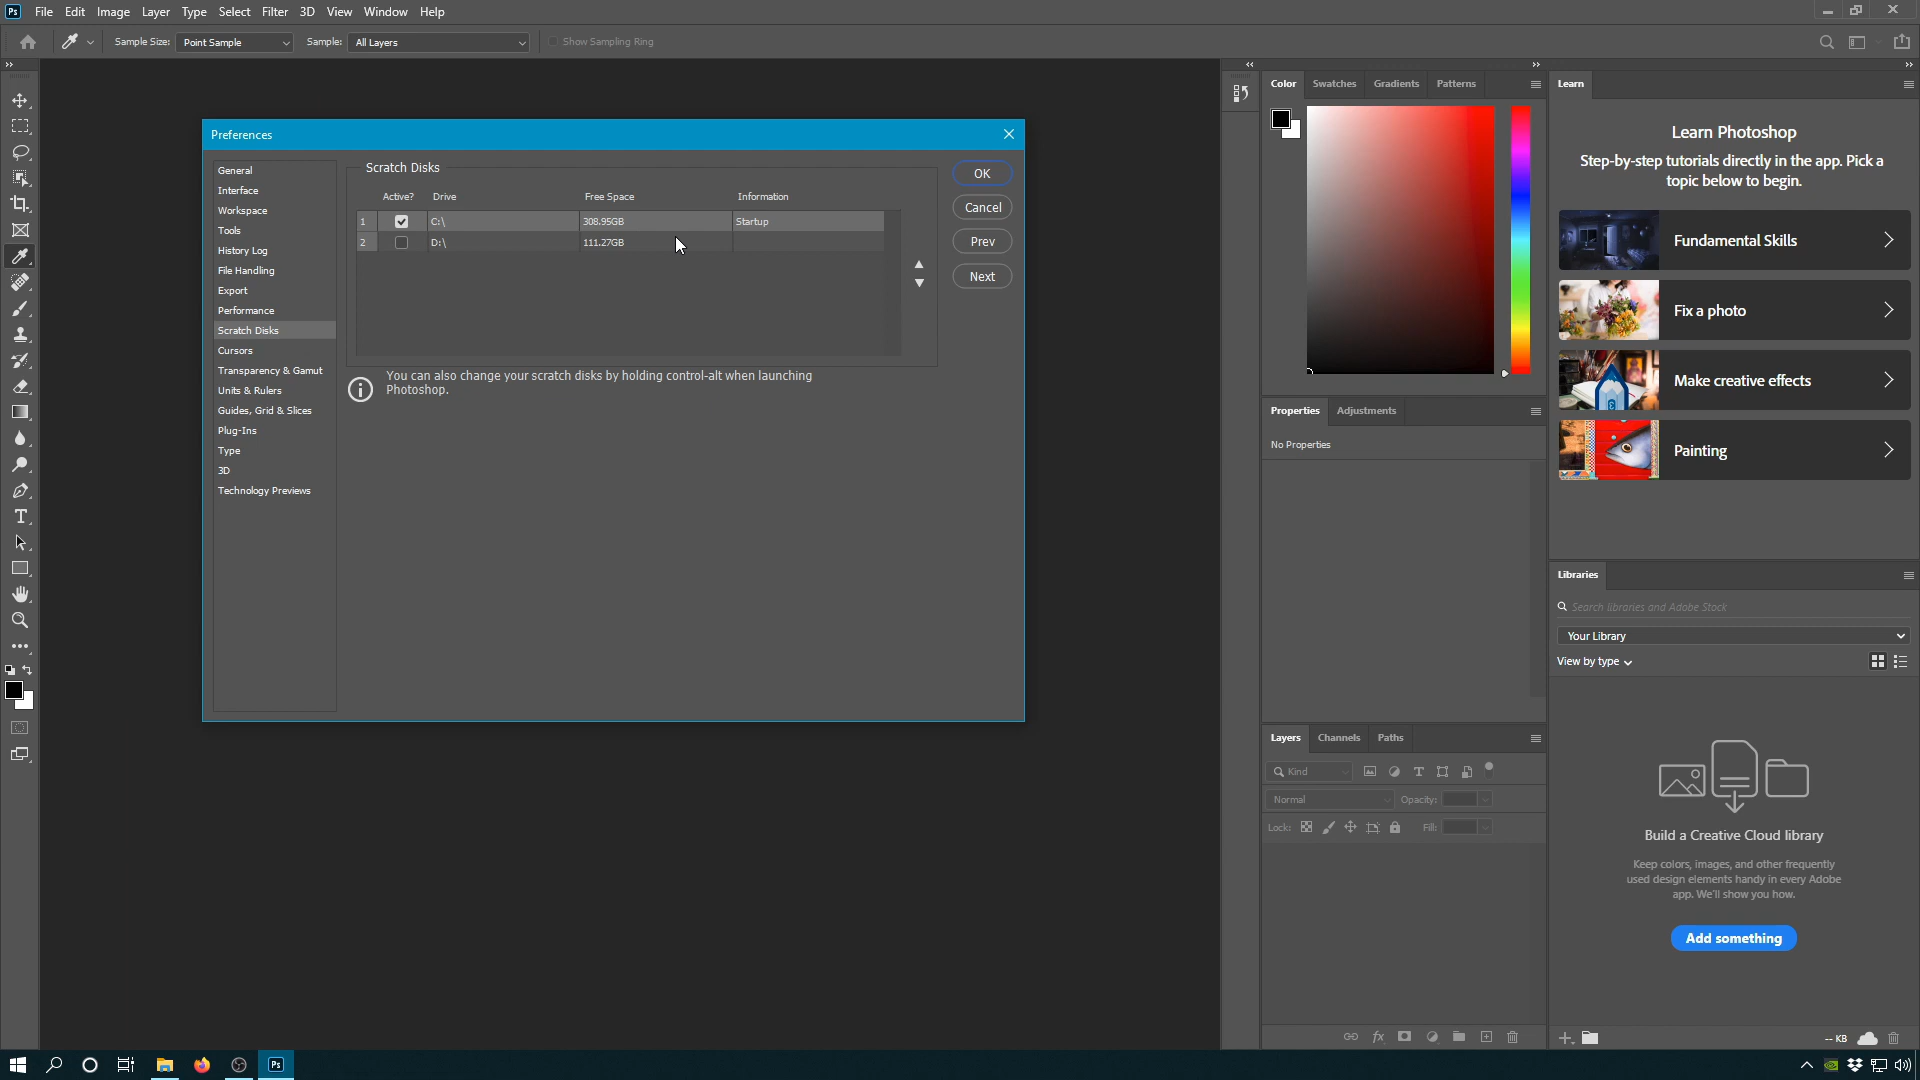 Ps File Edit Image Layer Type Select Filter 3D View Window Help
Sample Size: Point Sample Sample: All Layers Show Sampling Ring
Preferences
General
Interface
Workspace
Tools
History Log
File Handling
Export
Performance
Scratch Disks
Cursors
Transparency & Gamut
Units & Rulers
Guides, Grid & Slices
Plug-Ins
Type
3D
Technology Previews
Scratch Disks
Active? Drive Free Space Information
1 C:\ 308.95GB Startup
2 D:\ 111.27GB
You can also change your scratch disks by holding control-alt when launching
Photoshop.
OK
Cancel
Prev
Next
Color Swatches Gradients Patterns
Properties Adjustments
No Properties
Layers Channels Paths
Kind
Normal Opacity:
Lock: Fill:
fx
Learn
Learn Photoshop
Step-by-step tutorials directly in the app. Pick a
topic below to begin.
Fundamental Skills
Fix a photo
Make creative effects
Painting
Libraries
Search libraries and Adobe Stock
Your Library
View by type
Build a Creative Cloud library
Keep colors, images, and other frequently
used design elements handy in every Adobe
app. We'll show you how.
Add something
-- KB
Ps